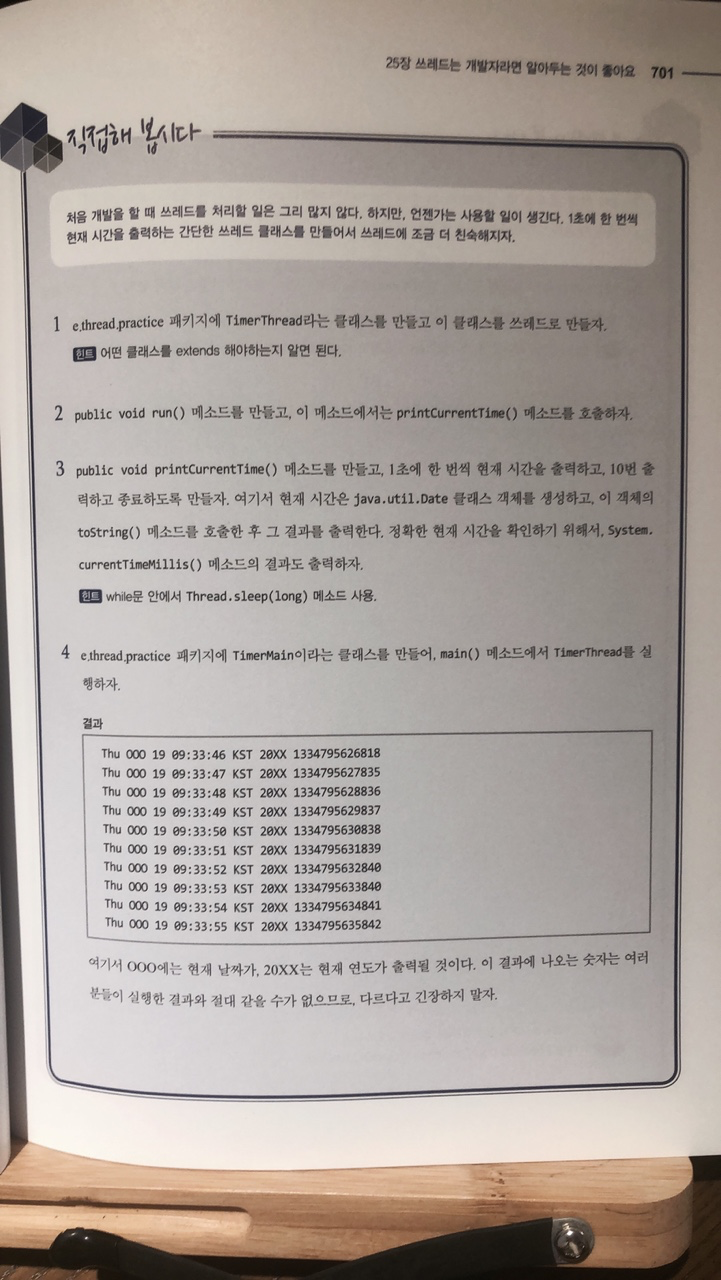 25장 쓰레드는 개발자라면 알아두는 것이 좋아요 701
직접해 봅시다
처음 개발을 할 때 쓰레드를 처리할 일은 그리 많지 않다. 하지만, 언젠가는 사용할 일이 생긴다. 1초에 한 번씩
현재 시간을 출력하는 간단한 쓰레드 클래스를 만들어서 쓰레드에 조금 더 친숙해지자.
1 e.thread.practice 패키지에 TimerThread라는 클래스를 만들고 이 클래스를 쓰레드로 만들자.
힌트 어떤 클래스를 extends 해야하는지 알면 된다.
2 public void run() 메소드를 만들고, 이 메소드에서는 printCurrentTime() 메소드를 호출하자.
3 public void printCurrentTime() 메소드를 만들고, 1초에 한 번씩 현재 시간을 출력하고, 10번 출
력하고 종료하도록 만들자. 여기서 현재 시간은 java.util.Date 클래스 객체를 생성하고, 이 객체의
toString() 메소드를 호출한 후 그 결과를 출력한다. 정확한 현재 시간을 확인하기 위해서, System.
currentTimeMillis() 메소드의 결과도 출력하자.
힌트 while문 안에서 Thread.sleep(long) 메소드 사용.
4 e.thread.practice 패키지에 TimerMain이라는 클래스를 만들어, main() 메소드에서 TimerThread를 실
행하자.
결과
Thu OOO 19 09:33:46 KST 20XX 1334795626818
Thu OOO 19 09:33:47 KST 20XX 1334795627835
Thu OOO 19 09:33:48 KST 20XX 1334795628836
Thu OOO 19 09:33:49 KST 20XX 1334795629837
Thu OOO 19 09:33:50 KST 20XX 1334795630838
Thu OOO 19 09:33:51 KST 20XX 1334795631839
Thu OOO 19 09:33:52 KST 20XX 1334795632840
Thu OOO 19 09:33:53 KST 20XX 1334795633840
Thu OOO 19 09:33:54 KST 20XX 1334795634841
Thu OOO 19 09:33:55 KST 20XX 1334795635842
여기서 OOO에는 현재 날짜가, 20XX는 현재 연도가 출력될 것이다. 이 결과에 나오는 숫자는 여러
분들이 실행한 결과와 절대 같을 수가 없으므로, 다르다고 긴장하지 말자.